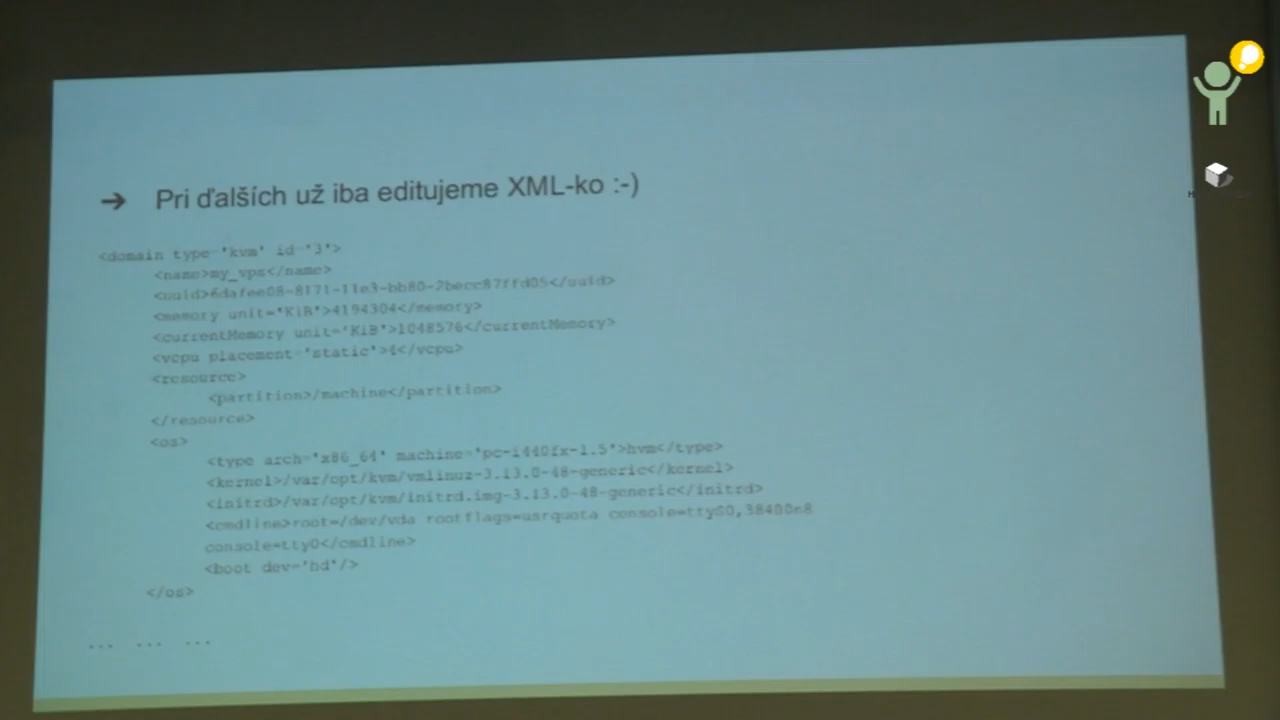 ➔ Pri ďalších už iba editujeme XML-ko :-)
<domain type='kvm' id='3'>
<name>my_vps</name>
<uuid>6dafee08-8171-11e3-bb80-2becc87ffd05</uuid>
<memory unit='KiB'>4194304</memory>
<currentMemory unit='KiB'>1048576</currentMemory>
<vcpu placement='static'>4</vcpu>
<resource>
<partition>/machine</partition>
</resource>
<os>
<type arch='x86_64' machine='pc-i440fx-1.5'>hvm</type>
<kernel>/var/opt/kvm/vmlinuz-3.13.0-48-generic</kernel>
<initrd>/var/opt/kvm/initrd.img-3.13.0-48-generic</initrd>
<cmdline>root=/dev/vda rootflags=usrquota console=ttyS0,38400n8
console=tty0</cmdline>
<boot dev='hd'/>
</os>
... ... ...